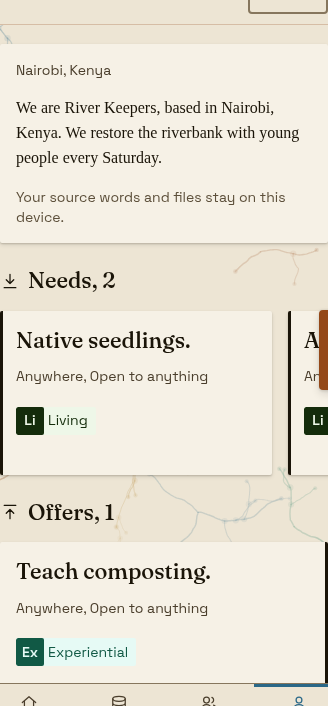 Nairobi, Kenya
We are River Keepers, based in Nairobi,
Kenya. We restore the riverbank with young
people every Saturday.
Your source words and files stay on this
device.
Needs, 2
Native seedlings.
Anywhere, Open to anything
Li Living
A
An
Li
Offers, 1
Teach composting.
Anywhere, Open to anything
Ex Experiential